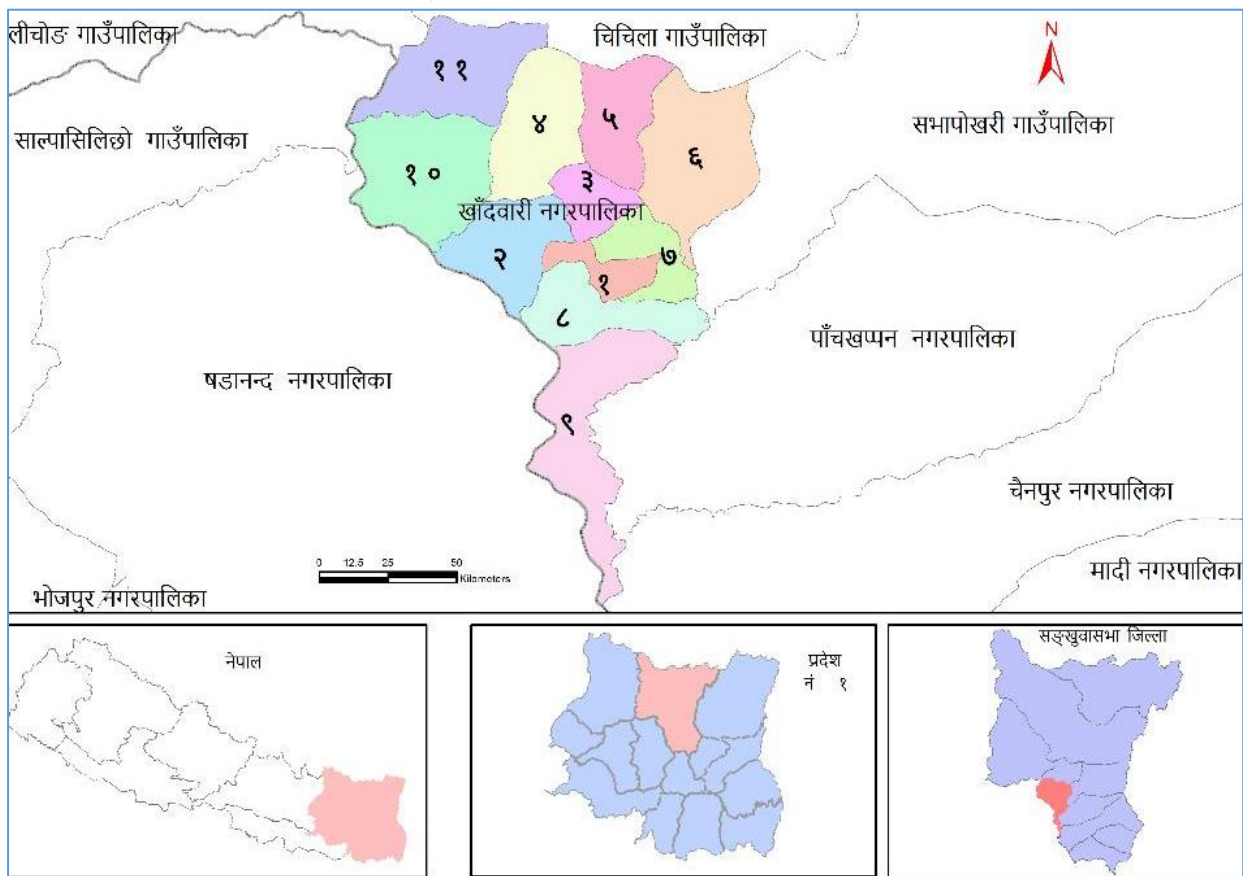 लीचोङ गाउँपालिका
चिचिला गाउँपालिका
N
११
सभापोखरी गाउँपालिका
साल्पासिलिछो गाउँपालिका
४
५
६
१०
३
खाँदवारी नगरपालिका
२
७
१
८
पाँचखप्पन नगरपालिका
षडानन्द नगरपालिका
९
चैनपुर नगरपालिका
0 12.5 25 50
Kilometers
मादी नगरपालिका
भोजपुर नगरपालिका
नेपाल
प्रदेश
नं १
सङ्खुवासभा जिल्ला